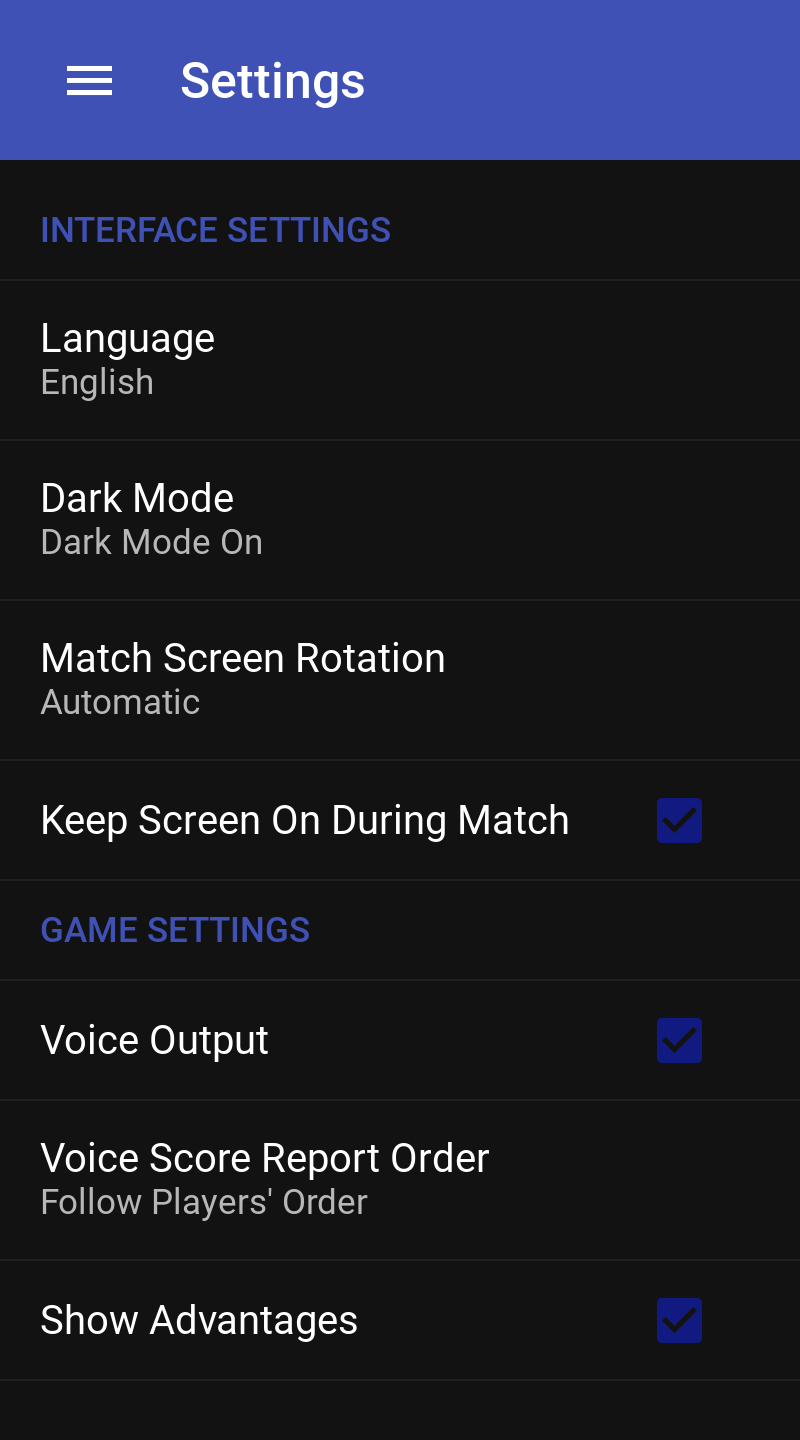 Settings
INTERFACE SETTINGS
Language
English
Dark Mode
Dark Mode On
Match Screen Rotation
Automatic
Keep Screen On During Match
GAME SETTINGS
Voice Output
Voice Score Report Order
Follow Players' Order
Show Advantages